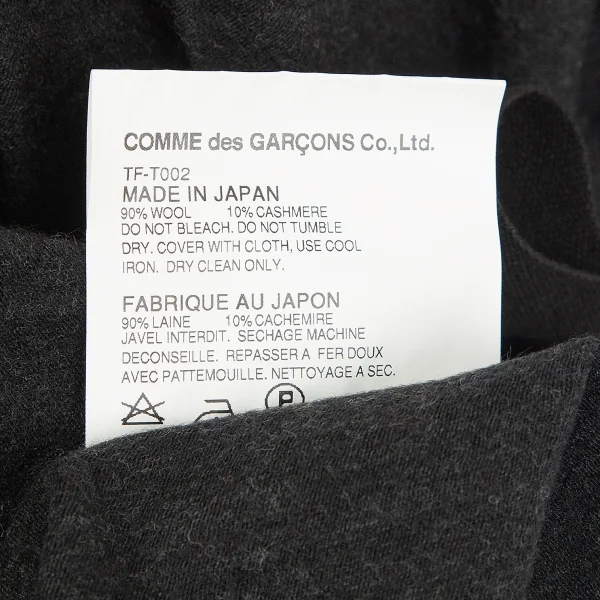 COMME des GARÇONS Co.,Ltd.
TF-T002
MADE IN JAPAN
90% WOOL 10% CASHMERE
DO NOT BLEACH. DO NOT TUMBLE
DRY. COVER WITH CLOTH, USE COOL
IRON. DRY CLEAN ONLY.
FABRIQUE AU JAPON
90% LAINE 10% CACHEMIRE
JAVEL INTERDIT. SECHAGE MACHINE
DECONSEILLE. REPASSER A FER DOUX
AVEC PATTEMOUILLE. NETTOYAGE A SEC.
P